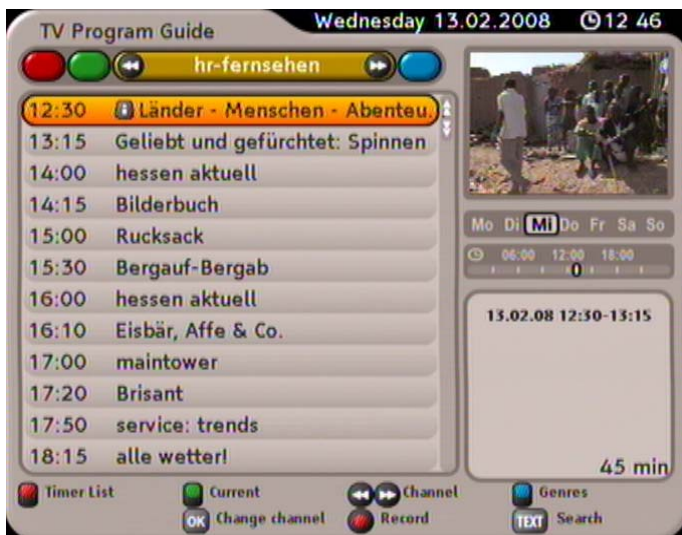 TV Program Guide
Wednesday 13.02.2008 12 46
hr-fernsehen
12:30 Länder - Menschen - Abenteu.
13:15 Geliebt und gefürchtet: Spinnen
14:00 hessen aktuell
14:15 Bilderbuch
15:00 Rucksack
15:30 Bergauf-Bergab
16:00 hessen aktuell
16:10 Eisbär, Affe & Co.
17:00 maintower
17:20 Brisant
17:50 service: trends
18:15 alle wetter!
Mo Di Mi Do Fr Sa So
06:00 12:00 18:00
0
13.02.08 12:30-13:15
45 min
Timer List Current Channel Genres
OK Change channel Record TEXT Search